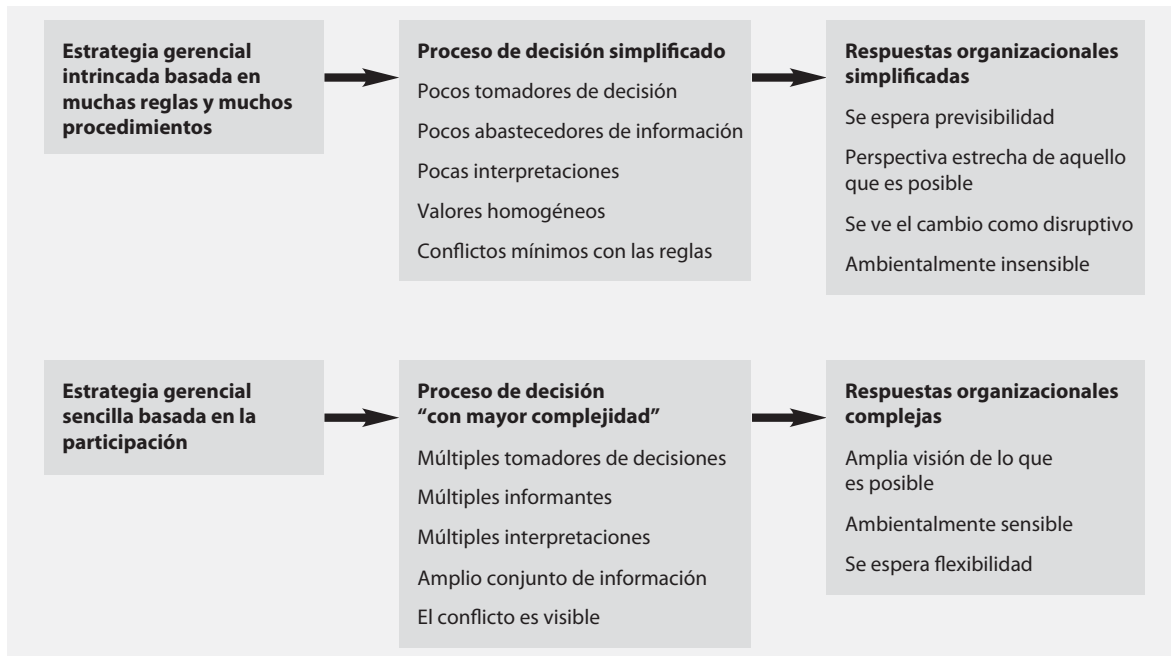 Estrategia gerencial
intrincada basada en
muchas reglas y muchos
procedimientos
Proceso de decisión simplificado
Pocos tomadores de decisión
Pocos abastecedores de información
Pocas interpretaciones
Valores homogéneos
Conflictos mínimos con las reglas
Respuestas organizacionales
simplificadas
Se espera previsibilidad
Perspectiva estrecha de aquello
que es posible
Se ve el cambio como disruptivo
Ambientalmente insensible
Estrategia gerencial
sencilla basada en la
participación
Proceso de decisión
“con mayor complejidad”
Múltiples tomadores de decisiones
Múltiples informantes
Múltiples interpretaciones
Amplio conjunto de información
El conflicto es visible
Respuestas organizacionales
complejas
Amplia visión de lo que
es posible
Ambientalmente sensible
Se espera flexibilidad